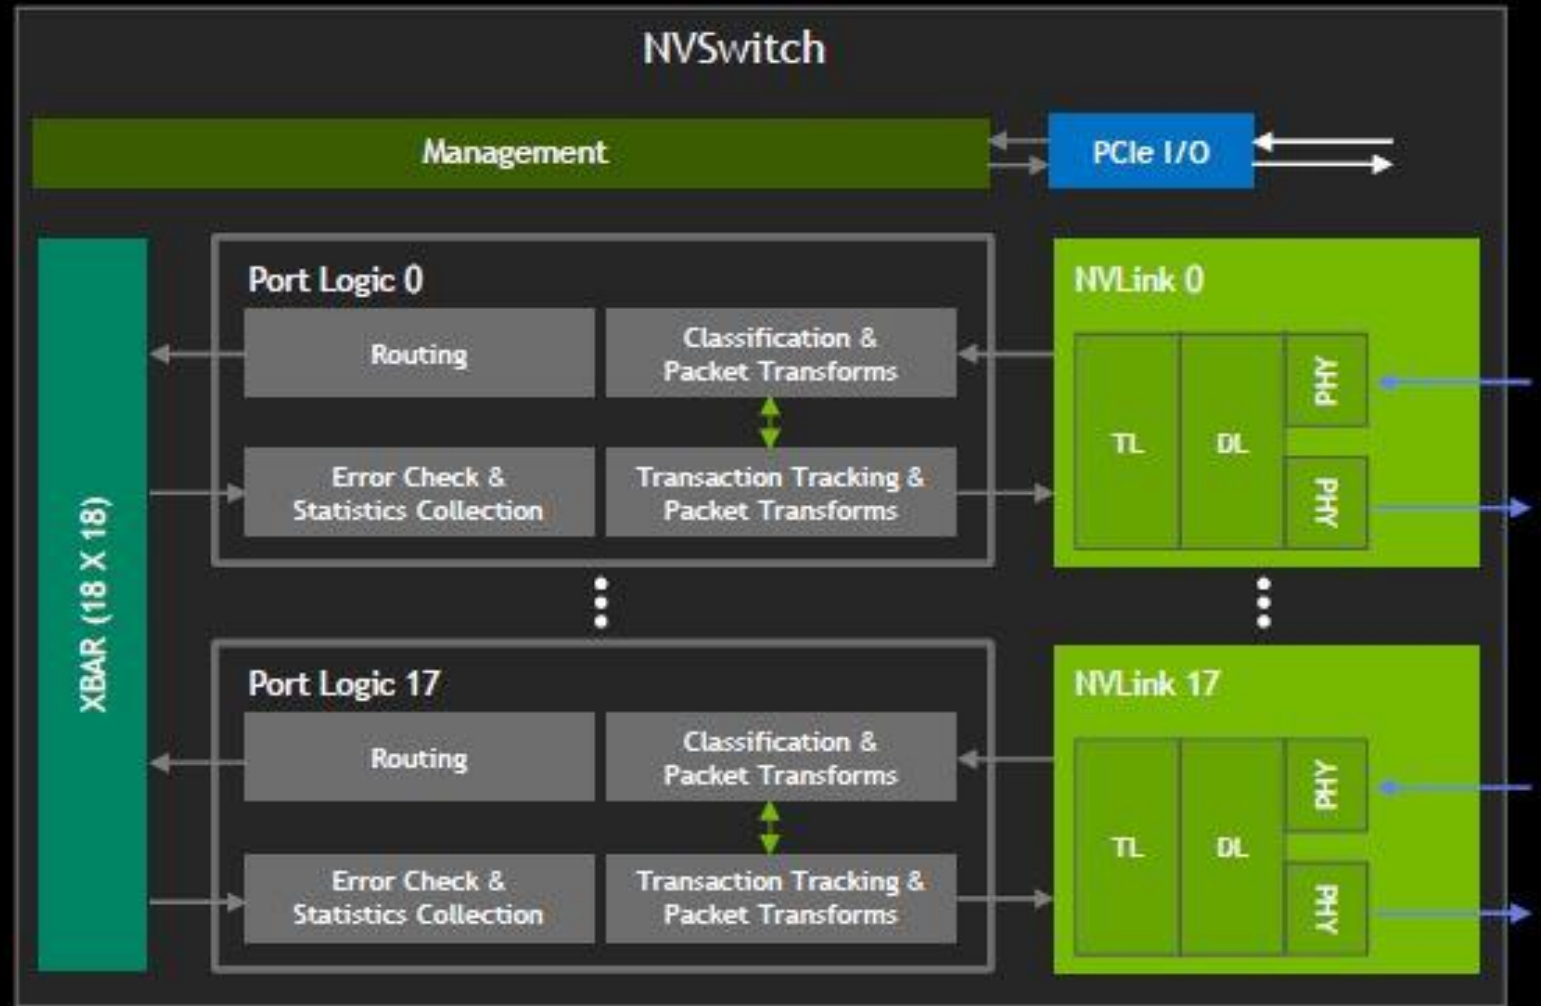 NVSwitch
Management
PCIe I/O
XBAR (18 X 18)
Port Logic 0
Routing
Classification &
Packet Transforms
Error Check &
Statistics Collection
Transaction Tracking &
Packet Transforms
NVLink 0
TL
DL
PHY
PHY
Port Logic 17
Routing
Classification &
Packet Transforms
Error Check &
Statistics Collection
Transaction Tracking &
Packet Transforms
NVLink 17
TL
DL
PHY
PHY